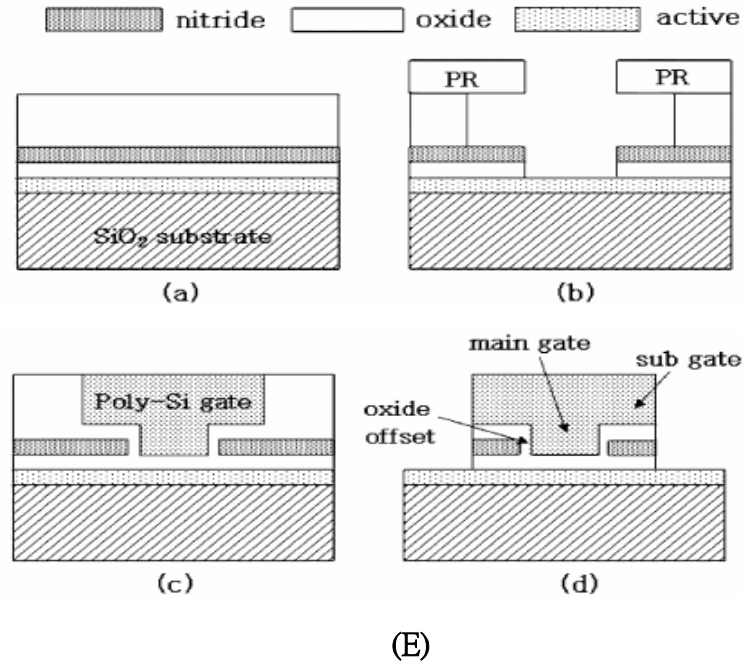 nitride oxide active
PR PR
SiO₂ substrate
(a) (b)
main gate
sub gate
Poly-Si gate
oxide
offset
(c) (d)
(E)